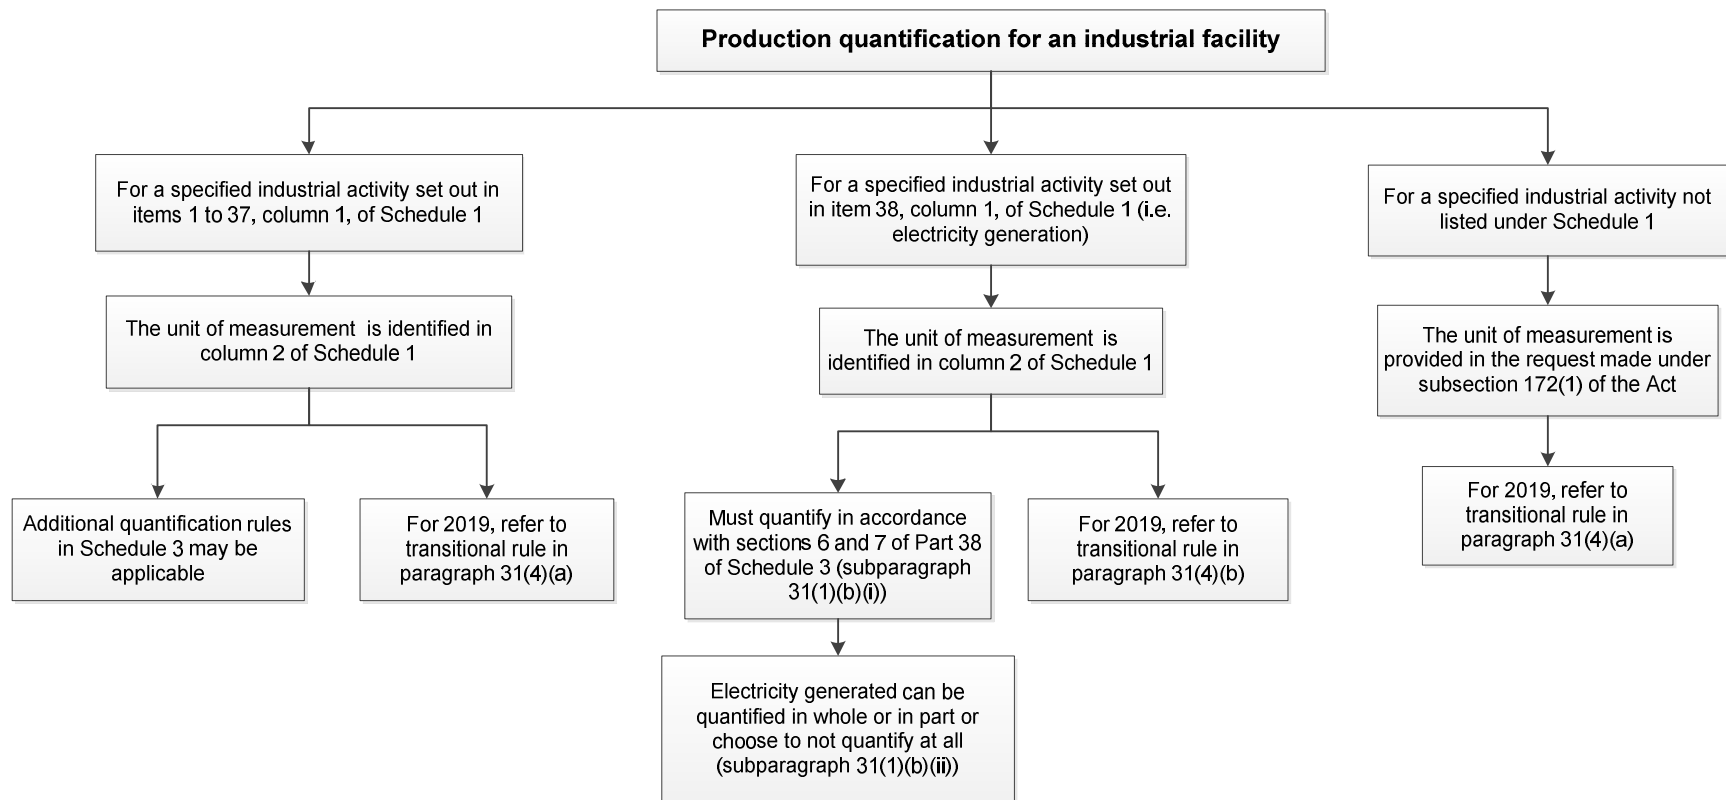 Production quantification for an industrial facility
For a specified industrial activity set out in
items 1 to 37, column 1, of Schedule 1
For a specified industrial activity set out
in item 38, column 1, of Schedule 1 (i.e.
electricity generation)
For a specified industrial activity not
listed under Schedule 1
The unit of measurement is identified in
column 2 of Schedule 1
The unit of measurement is
identified in column 2 of Schedule 1
The unit of measurement is
provided in the request made under
subsection 172(1) of the Act
Additional quantification rules
in Schedule 3 may be
applicable
For 2019, refer to
transitional rule in
paragraph 31(4)(a)
Must quantify in accordance
with sections 6 and 7 of Part 38
of Schedule 3 (subparagraph
31(1)(b)(i))
For 2019, refer to
transitional rule in
paragraph 31(4)(b)
For 2019, refer to
transitional rule in
paragraph 31(4)(a)
Electricity generated can be
quantified in whole or in part or
choose to not quantify at all
(subparagraph 31(1)(b)(ii))